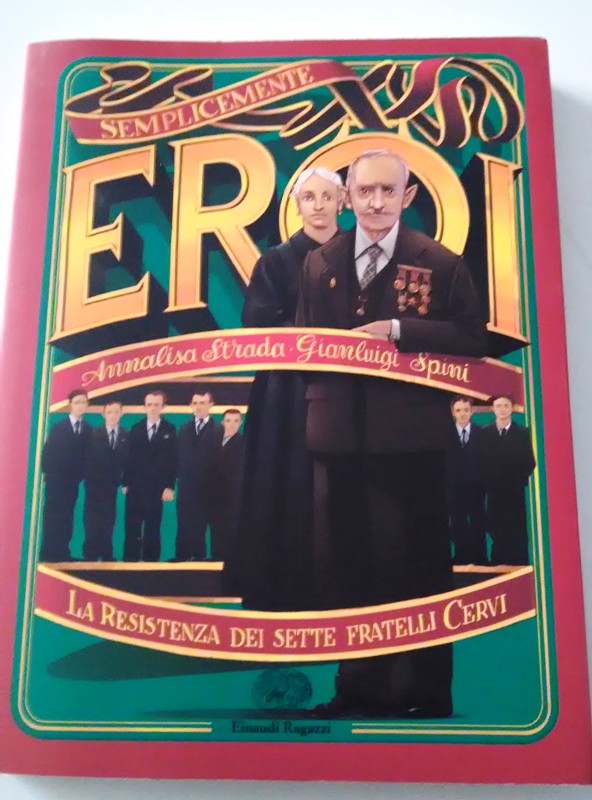 SEMPLICEMENTE
EROI
Annalisa Strada · Gianluigi Spini
LA RESISTENZA DEI SETTE FRATELLI CERVI
Einaudi Ragazzi